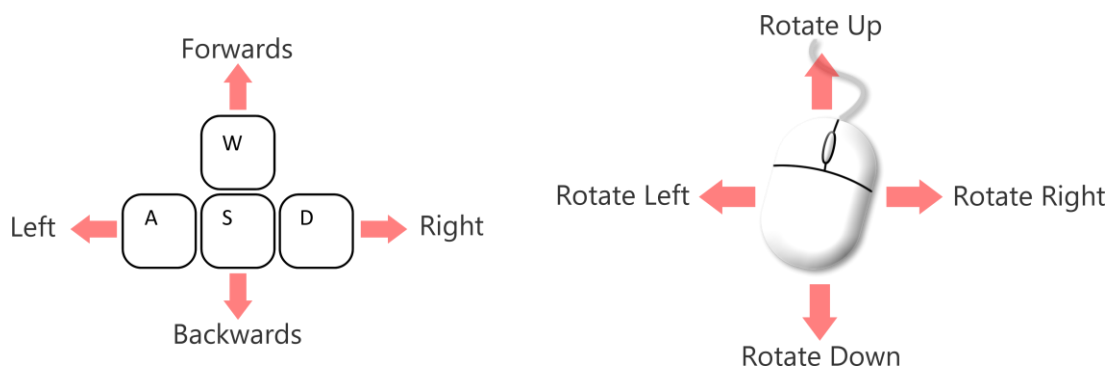 Forwards
W
Left
A
S
D
Right
Backwards
Rotate Up
Rotate Left
Rotate Right
Rotate Down